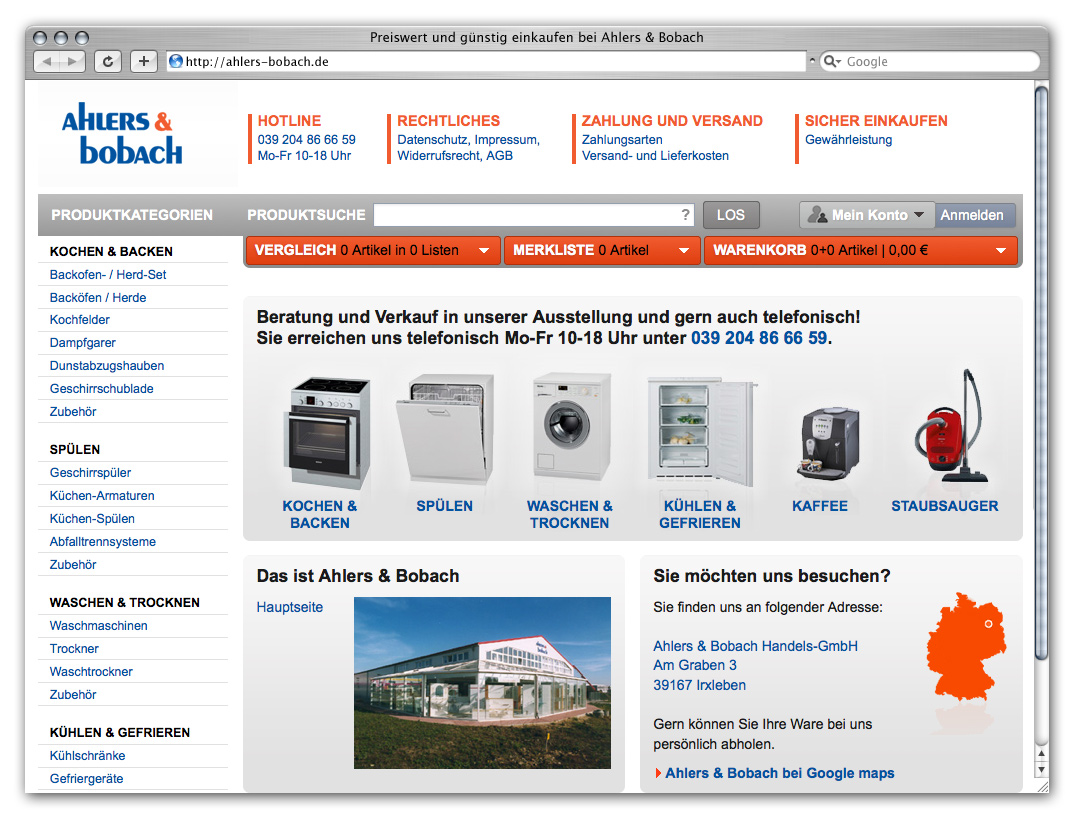 Preiswert und günstig einkaufen bei Ahlers & Bobach
http://ahlers-bobach.de
Google
AHLERS &
bobach
HOTLINE
039 204 86 66 59
Mo-Fr 10-18 Uhr
RECHTLICHES
Datenschutz, Impressum,
Widerrufsrecht, AGB
ZAHLUNG UND VERSAND
Zahlungsarten
Versand- und Lieferkosten
SICHER EINKAUFEN
Gewährleistung
PRODUKTKATEGORIEN
PRODUKTSUCHE ? LOS
Mein Konto Anmelden
VERGLEICH 0 Artikel in 0 Listen
MERKLISTE 0 Artikel
WARENKORB 0+0 Artikel | 0,00 €
KOCHEN & BACKEN
Backofen- / Herd-Set
Backöfen / Herde
Kochfelder
Dampfgarer
Dunstabzugshauben
Geschirrschublade
Zubehör
SPÜLEN
Geschirrspüler
Küchen-Armaturen
Küchen-Spülen
Abfalltrennsysteme
Zubehör
WASCHEN & TROCKNEN
Waschmaschinen
Trockner
Waschtrockner
Zubehör
KÜHLEN & GEFRIEREN
Kühlschränke
Gefriergeräte
Beratung und Verkauf in unserer Ausstellung und gern auch telefonisch!
Sie erreichen uns telefonisch Mo-Fr 10-18 Uhr unter 039 204 86 66 59.
KOCHEN &
BACKEN
SPÜLEN
WASCHEN &
TROCKNEN
KÜHLEN &
GEFRIEREN
KAFFEE
STAUBSAUGER
Das ist Ahlers & Bobach
Hauptseite
Sie möchten uns besuchen?
Sie finden uns an folgender Adresse:
Ahlers & Bobach Handels-GmbH
Am Graben 3
39167 Irxleben
Gern können Sie Ihre Ware bei uns
persönlich abholen.
Ahlers & Bobach bei Google maps